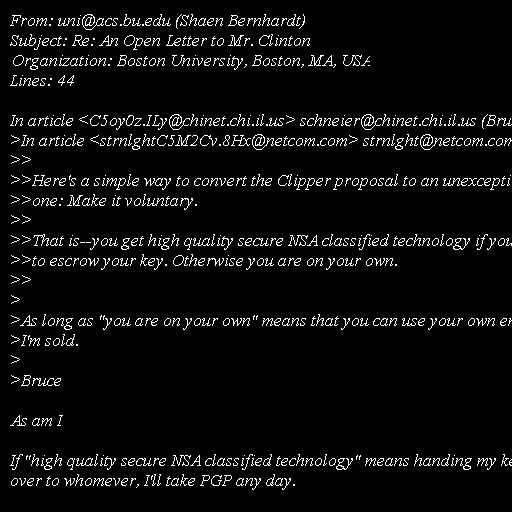 From: uni@acs.bu.edu (Shaen Bernhardt)
Subject: Re: An Open Letter to Mr. Clinton
Organization: Boston University, Boston, MA, USA
Lines: 44
In article <C5oy0z.ILy@chinet.chi.il.us> schneier@chinet.chi.il.us (Bru
>In article <strnlghtC5M2Cv.8Hx@netcom.com> strnlght@netcom.com
>>
>>Here's a simple way to convert the Clipper proposal to an unexcepti
>>one: Make it voluntary.
>>
>>That is--you get high quality secure NSA classified technology if you
>>to escrow your key. Otherwise you are on your own.
>>
>
>As long as "you are on your own" means that you can use your own en
>I'm sold.
>
>Bruce
As am I
If "high quality secure NSA classified technology" means handing my ke
over to whomever, I'll take PGP any day.